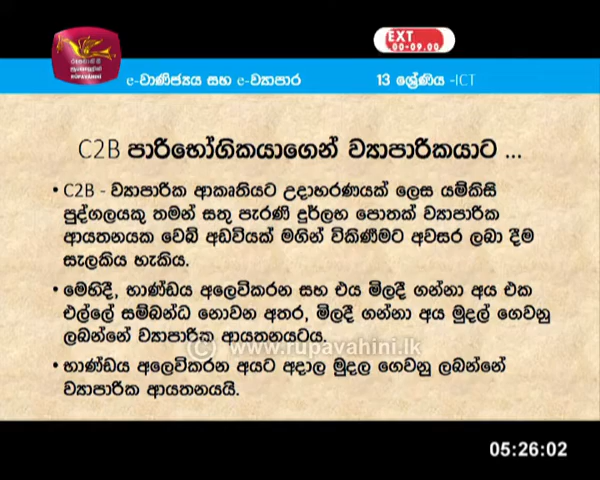 EXT
00-09.00
රූපවාහිනී
RUPAVAHINI
e-වාණිජ්‍යය සහ e-ව්‍යාපාර 13 ශ්‍රේණිය -ICT
C2B පාරිභෝගිකයාගෙන් ව්‍යාපාරිකයාට ...
• C2B - ව්‍යාපාරික ආකෘතියට උදාහරණයක් ලෙස යම්කිසි
පුද්ගලයකු තමන් සතු පැරණි දුර්ලභ පොතක් ව්‍යාපාරික
ආයතනයක වෙබ් අඩවියක් මගින් විකිණීමට අවසර ලබා දීම
සැලකිය හැකිය.
• මෙහිදී, භාණ්ඩය අලෙවිකරන සහ එය මිලදී ගන්නා අය එක
එල්ලේ සම්බන්ධ නොවන අතර, මිලදී ගන්නා අය මුදල් ගෙවනු
ලබන්නේ ව්‍යාපාරික ආයතනයටය.
© www.rupavahini.lk
• භාණ්ඩය අලෙවිකරන අයට අදාල මුදල ගෙවනු ලබන්නේ
ව්‍යාපාරික ආයතනයයි.
05:26:02